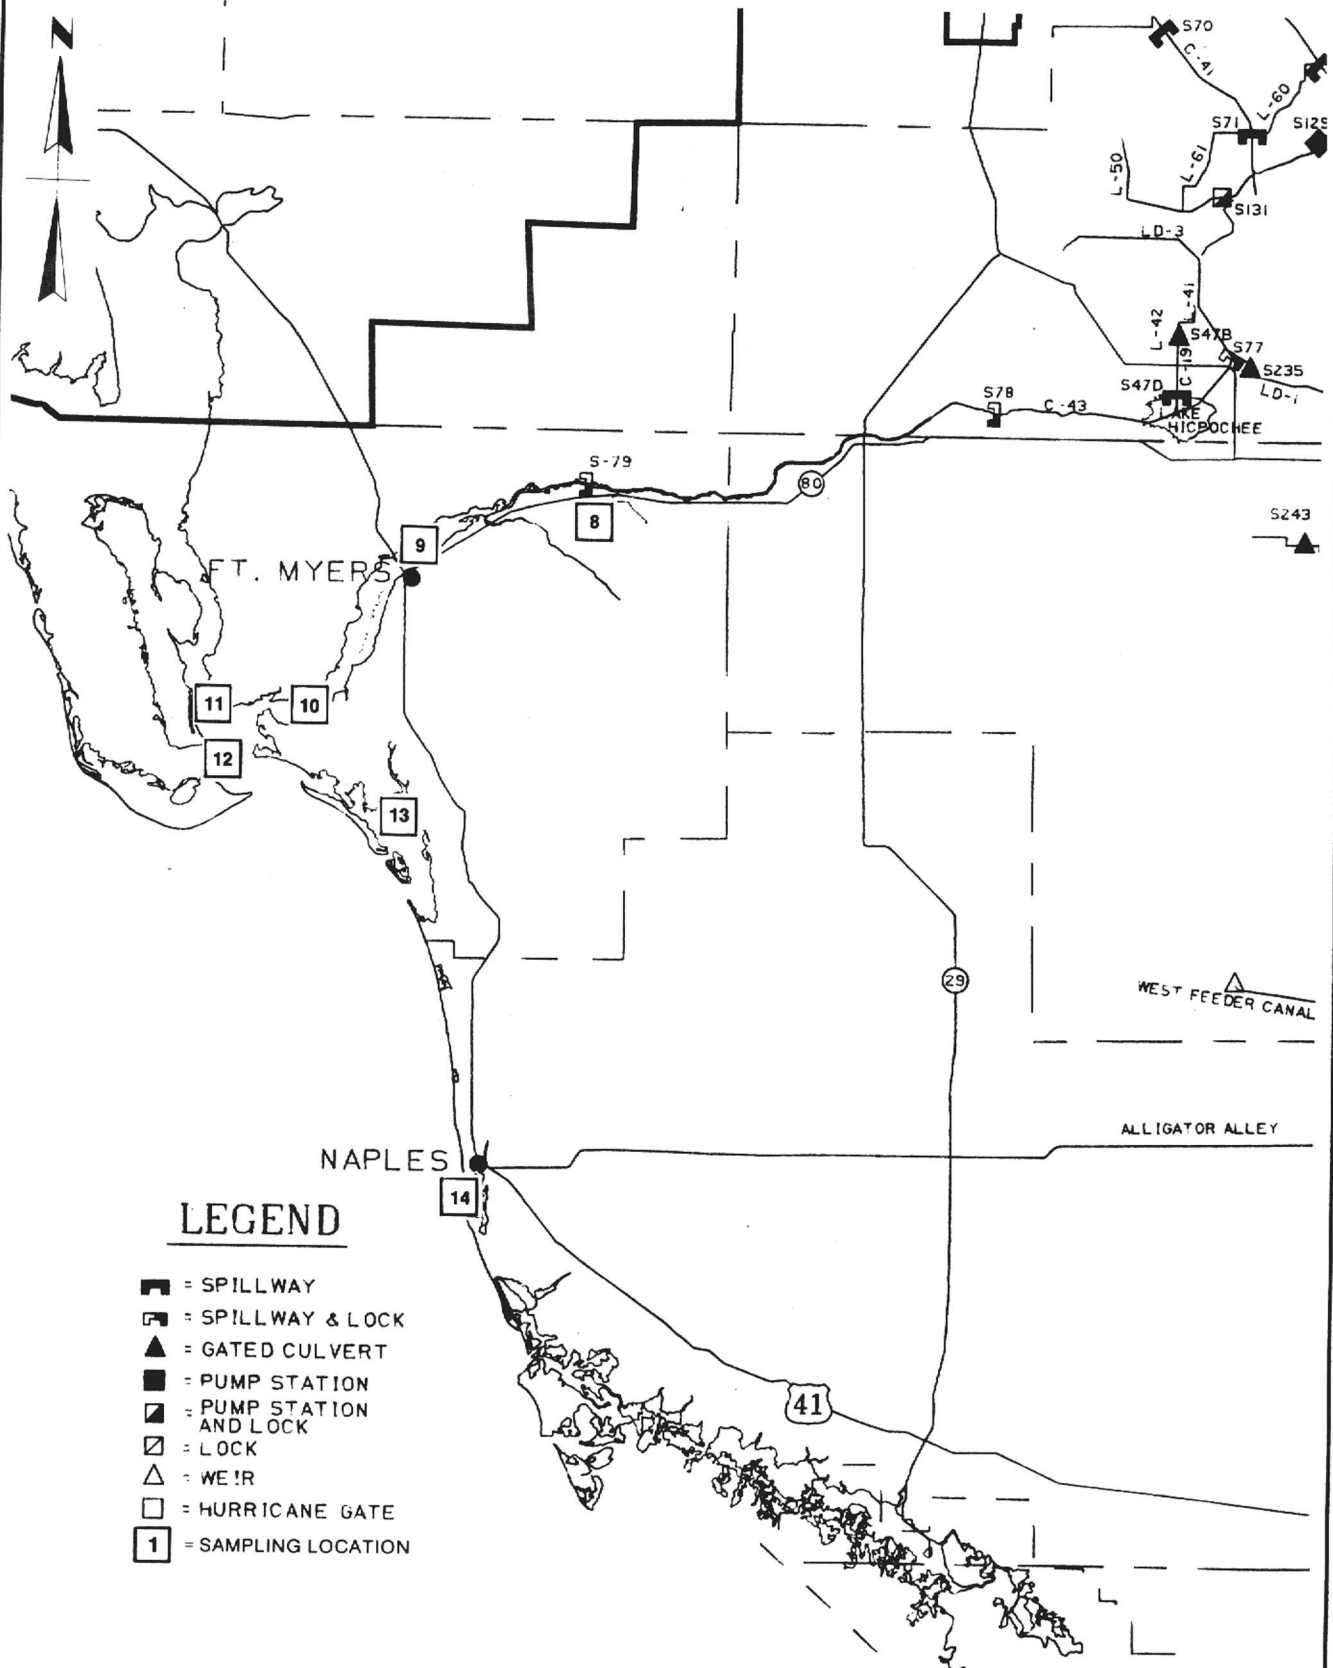 N
S70
C-41
L-60
S71
S129
L-50
L-61
S131
LD-3
L-41
L-42
S47B
S77
C-19
S235
S47D
LD-1
S78
C-43
LAKE
HICPOCHEE
S-79
80
8
S243
9
FT. MYERS
11
10
12
13
29
WEST FEEDER CANAL
ALLIGATOR ALLEY
NAPLES
14
LEGEND
= SPILLWAY
= SPILLWAY & LOCK
= GATED CULVERT
= PUMP STATION
= PUMP STATION
AND LOCK
= LOCK
= WEIR
= HURRICANE GATE
1 = SAMPLING LOCATION
41